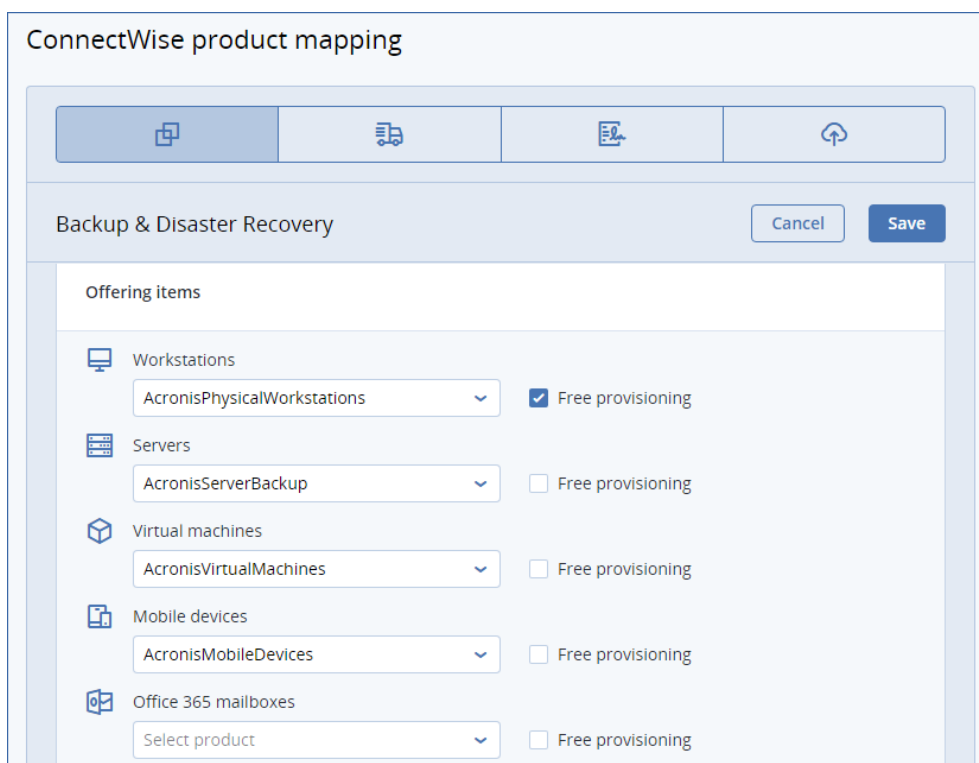 ConnectWise product mapping
Backup & Disaster Recovery
Cancel
Save
Offering items
Workstations
AcronisPhysicalWorkstations
Free provisioning
Servers
AcronisServerBackup
Free provisioning
Virtual machines
AcronisVirtualMachines
Free provisioning
Mobile devices
AcronisMobileDevices
Free provisioning
Office 365 mailboxes
Select product
Free provisioning